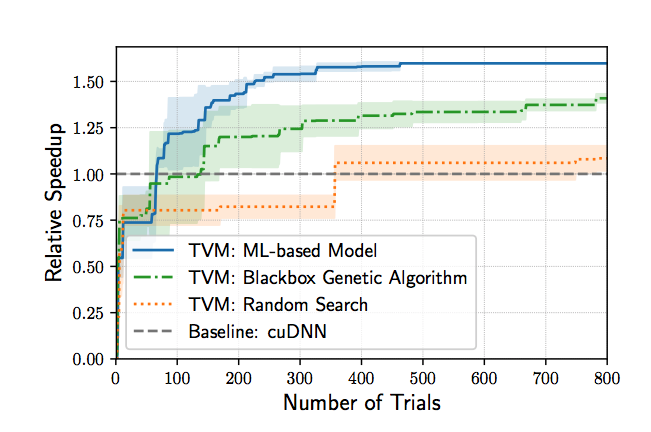 1.50
1.25
1.00
0.75
0.50
0.25
0.00
Relative Speedup
TVM: ML-based Model
TVM: Blackbox Genetic Algorithm
TVM: Random Search
Baseline: cuDNN
0 100 200 300 400 500 600 700 800
Number of Trials